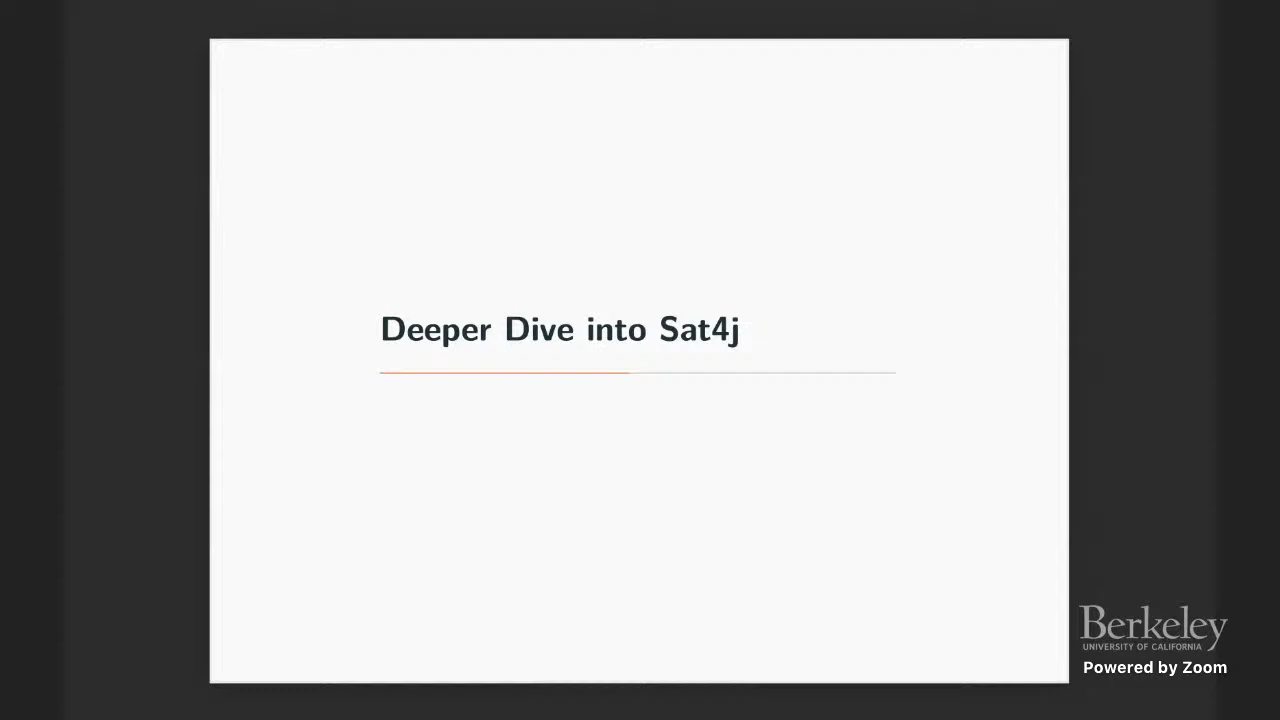 Deeper Dive into Sat4j
Berkeley
UNIVERSITY OF CALIFORNIA
Powered by Zoom